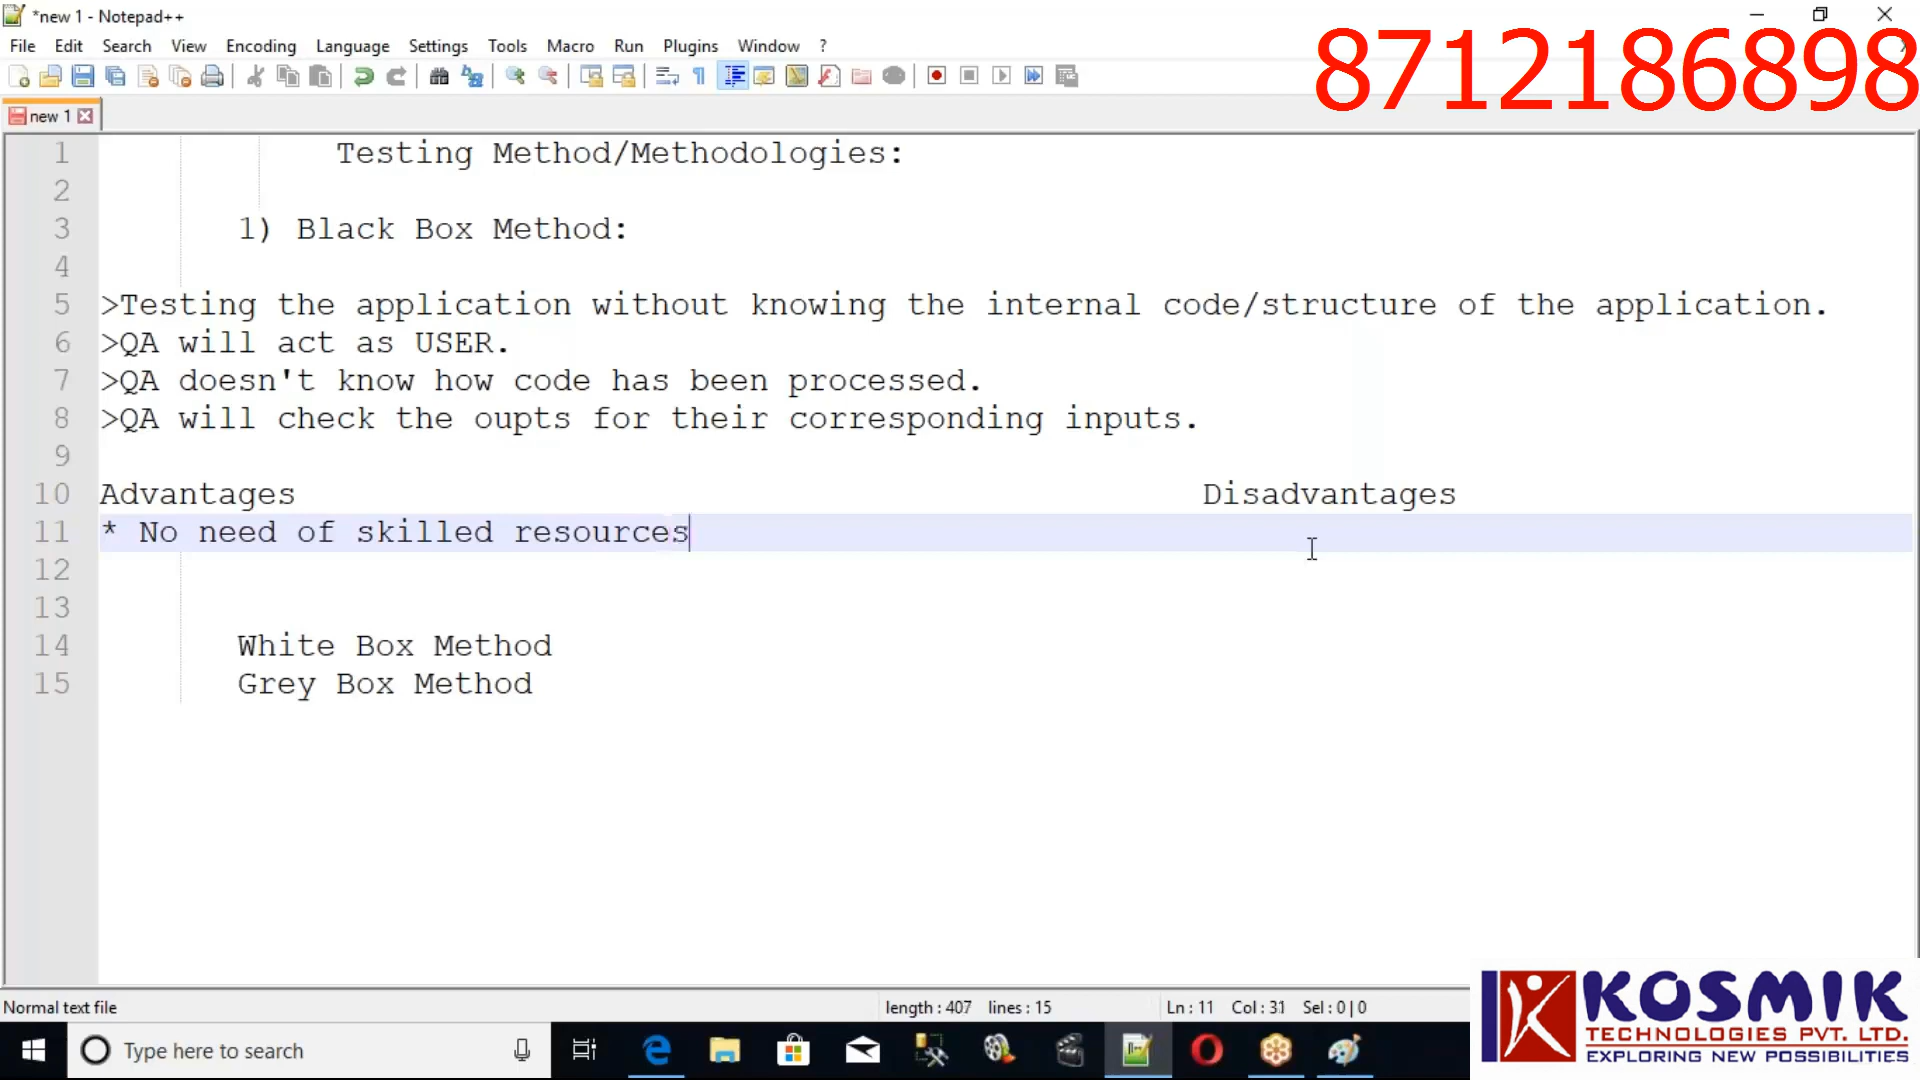 *new 1 - Notepad++
File Edit Search View Encoding Language Settings Tools Macro Run Plugins Window ?
8712186898
new 1
1 Testing Method/Methodologies:
2
3 1) Black Box Method:
4
5 >Testing the application without knowing the internal code/structure of the application.
6 >QA will act as USER.
7 >QA doesn't know how code has been processed.
8 >QA will check the oupts for their corresponding inputs.
9
10 Advantages Disadvantages
11 * No need of skilled resources
12
13
14 White Box Method
15 Grey Box Method
Normal text file length : 407 lines : 15 Ln : 11 Col : 31 Sel : 0 | 0
KOSMIK
TECHNOLOGIES PVT. LTD.
EXPLORING NEW POSSIBILITIES
Type here to search